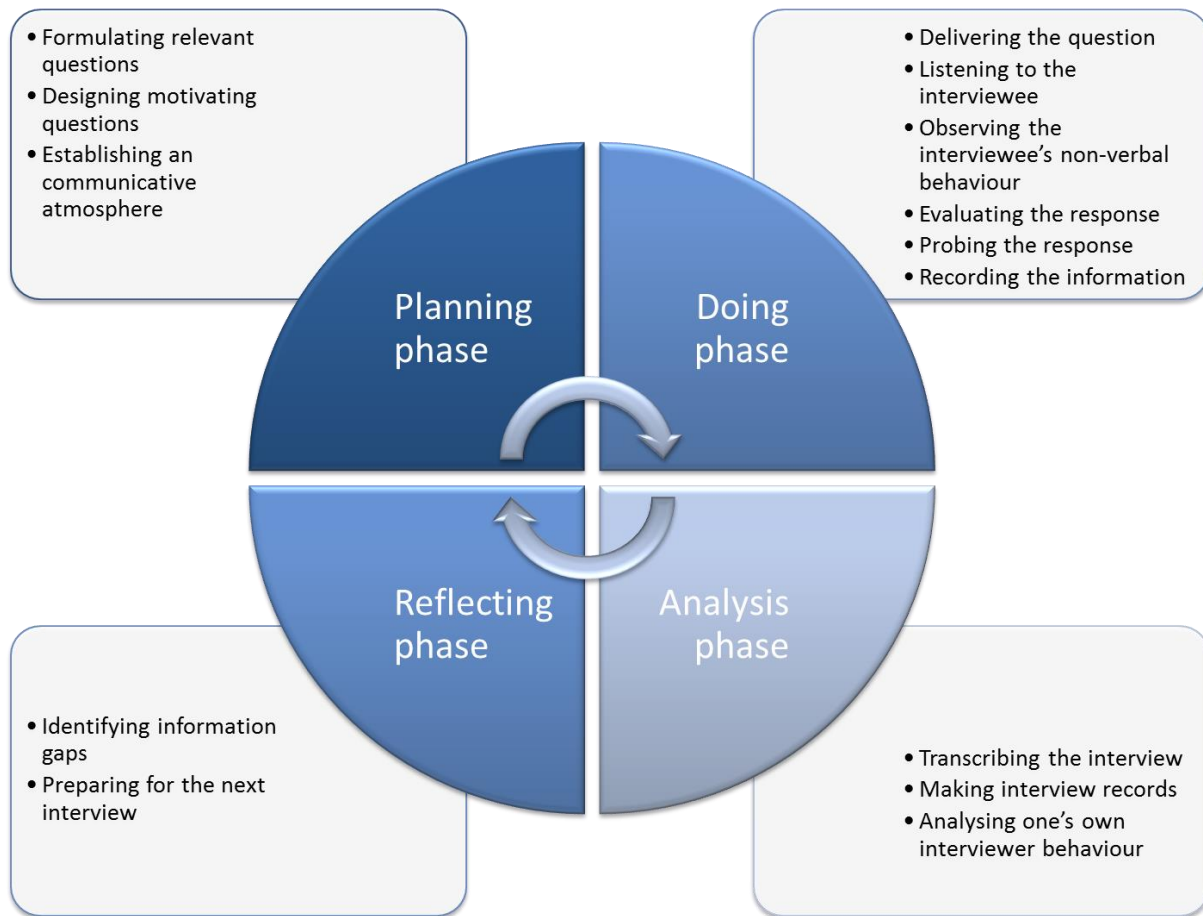 • Formulating relevant
questions
• Designing motivating
questions
• Establishing an
communicative
atmosphere
• Delivering the question
• Listening to the
interviewee
• Observing the
interviewee’s non-verbal
behaviour
• Evaluating the response
• Probing the response
• Recording the information
Planning
phase
Doing
phase
Reflecting
phase
Analysis
phase
• Identifying information
gaps
• Preparing for the next
interview
• Transcribing the interview
• Making interview records
• Analysing one’s own
interviewer behaviour